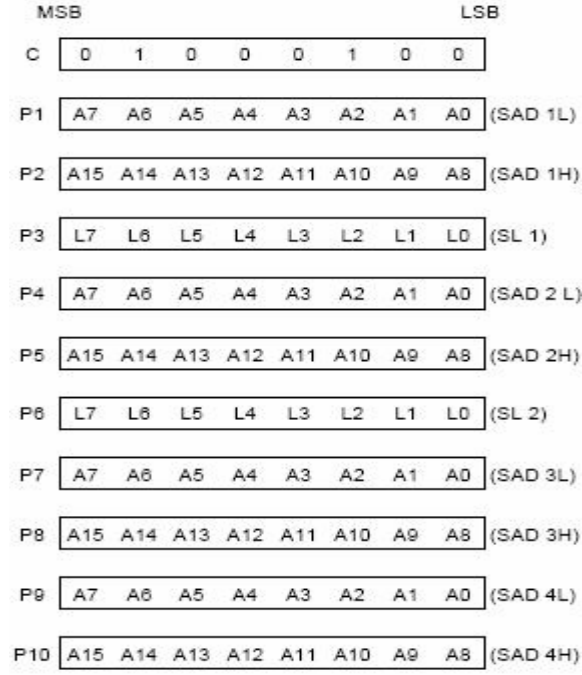 MSB LSB
C 0 1 0 0 0 1 0 0
P1 A7 A6 A5 A4 A3 A2 A1 A0 (SAD 1L)
P2 A15 A14 A13 A12 A11 A10 A9 A8 (SAD 1H)
P3 L7 L6 L5 L4 L3 L2 L1 L0 (SL 1)
P4 A7 A6 A5 A4 A3 A2 A1 A0 (SAD 2 L)
P5 A15 A14 A13 A12 A11 A10 A9 A8 (SAD 2H)
P6 L7 L6 L5 L4 L3 L2 L1 L0 (SL 2)
P7 A7 A6 A5 A4 A3 A2 A1 A0 (SAD 3L)
P8 A15 A14 A13 A12 A11 A10 A9 A8 (SAD 3H)
P9 A7 A6 A5 A4 A3 A2 A1 A0 (SAD 4L)
P10 A15 A14 A13 A12 A11 A10 A9 A8 (SAD 4H)